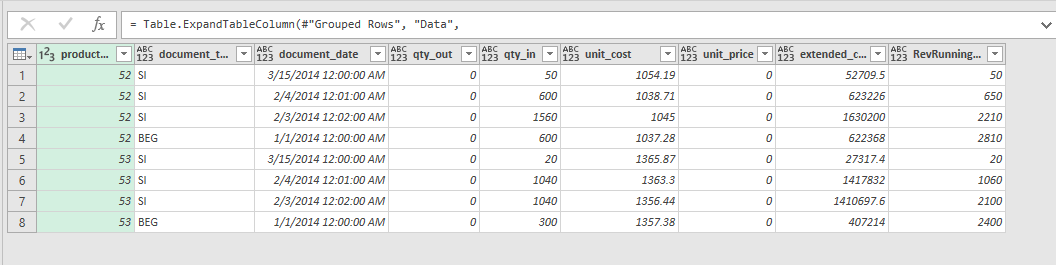 fx = Table.ExpandTableColumn(#"Grouped Rows", "Data",
1²3 product... ABC 123 document_t... ABC 123 document_date ABC 123 qty_out ABC 123 qty_in ABC 123 unit_cost ABC 123 unit_price ABC 123 extended_c... ABC 123 RevRunning...
1 52 SI 3/15/2014 12:00:00 AM 0 50 1054.19 0 52709.5 50
2 52 SI 2/4/2014 12:01:00 AM 0 600 1038.71 0 623226 650
3 52 SI 2/3/2014 12:02:00 AM 0 1560 1045 0 1630200 2210
4 52 BEG 1/1/2014 12:00:00 AM 0 600 1037.28 0 622368 2810
5 53 SI 3/15/2014 12:00:00 AM 0 20 1365.87 0 27317.4 20
6 53 SI 2/4/2014 12:01:00 AM 0 1040 1363.3 0 1417832 1060
7 53 SI 2/3/2014 12:02:00 AM 0 1040 1356.44 0 1410697.6 2100
8 53 BEG 1/1/2014 12:00:00 AM 0 300 1357.38 0 407214 2400